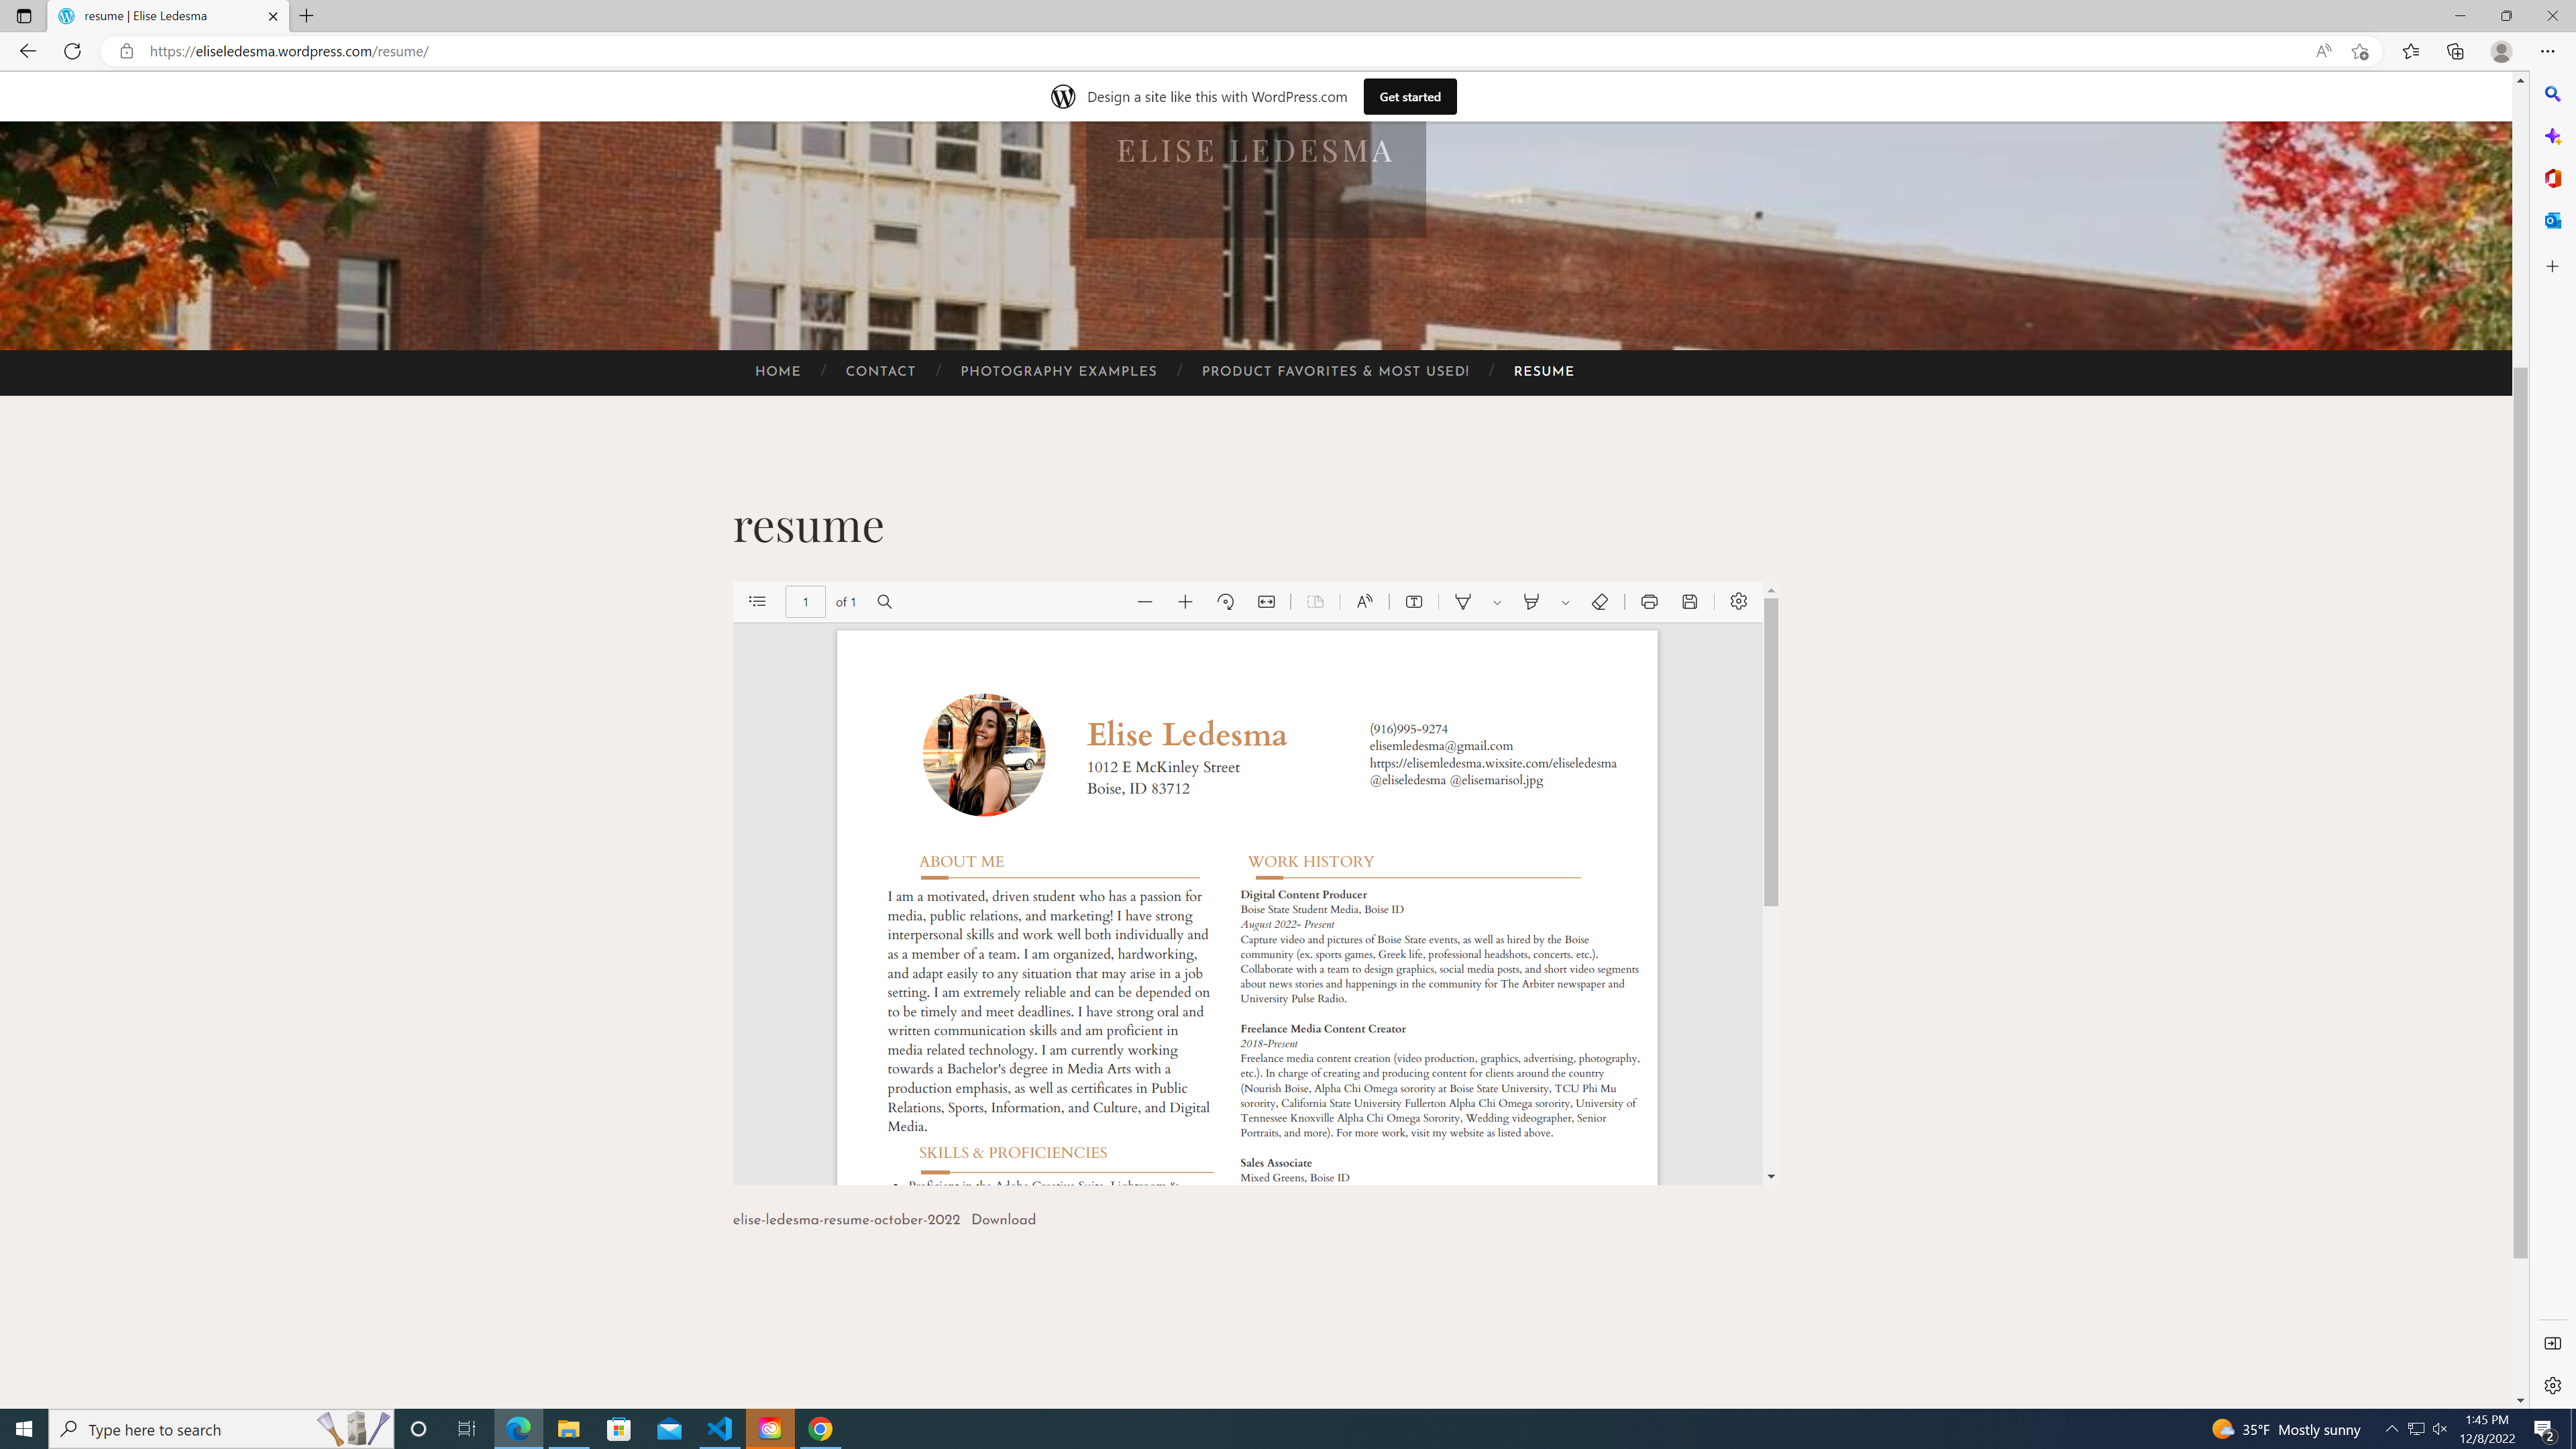 resume | Elise Ledesma
https://eliseledesma.wordpress.com/resume/
Design a site like this with WordPress.com
Get started
ELISE LEDESMA
HOME / CONTACT / PHOTOGRAPHY EXAMPLES / PRODUCT FAVORITES & MOST USED! / RESUME
resume
1 of 1
Elise Ledesma
1012 E McKinley Street
Boise, ID 83712
(916)995-9274
elisemledesma@gmail.com
https://elisemledesma.wixsite.com/eliseledesma
@eliseledesma @elisemarisol.jpg
ABOUT ME
I am a motivated, driven student who has a passion for
media, public relations, and marketing! I have strong
interpersonal skills and work well both individually and
as a member of a team. I am organized, hardworking,
and adapt easily to any situation that may arise in a job
setting. I am extremely reliable and can be depended on
to be timely and meet deadlines. I have strong oral and
written communication skills and am proficient in
media related technology. I am currently working
towards a Bachelor's degree in Media Arts with a
production emphasis, as well as certificates in Public
Relations, Sports, Information, and Culture, and Digital
Media.
SKILLS & PROFICIENCIES
Proficient in the Adobe Creative Suite, Lightroom &
WORK HISTORY
Digital Content Producer
Boise State Student Media, Boise ID
August 2022- Present
Capture video and pictures of Boise State events, as well as hired by the Boise
community (ex. sports games, Greek life, professional headshots, concerts. etc.).
Collaborate with a team to design graphics, social media posts, and short video segments
about news stories and happenings in the community for The Arbiter newspaper and
University Pulse Radio.
Freelance Media Content Creator
2018-Present
Freelance media content creation (video production, graphics, advertising, photography,
etc.). In charge of creating and producing content for clients around the country
(Nourish Boise, Alpha Chi Omega sorority at Boise State University, TCU Phi Mu
sorority, California State University Fullerton Alpha Chi Omega sorority, University of
Tennessee Knoxville Alpha Chi Omega Sorority, Wedding videographer, Senior
Portraits, and more). For more work, visit my website as listed above.
Sales Associate
Mixed Greens, Boise ID
elise-ledesma-resume-october-2022 Download
Type here to search
35°F Mostly sunny
1:45 PM
12/8/2022
2